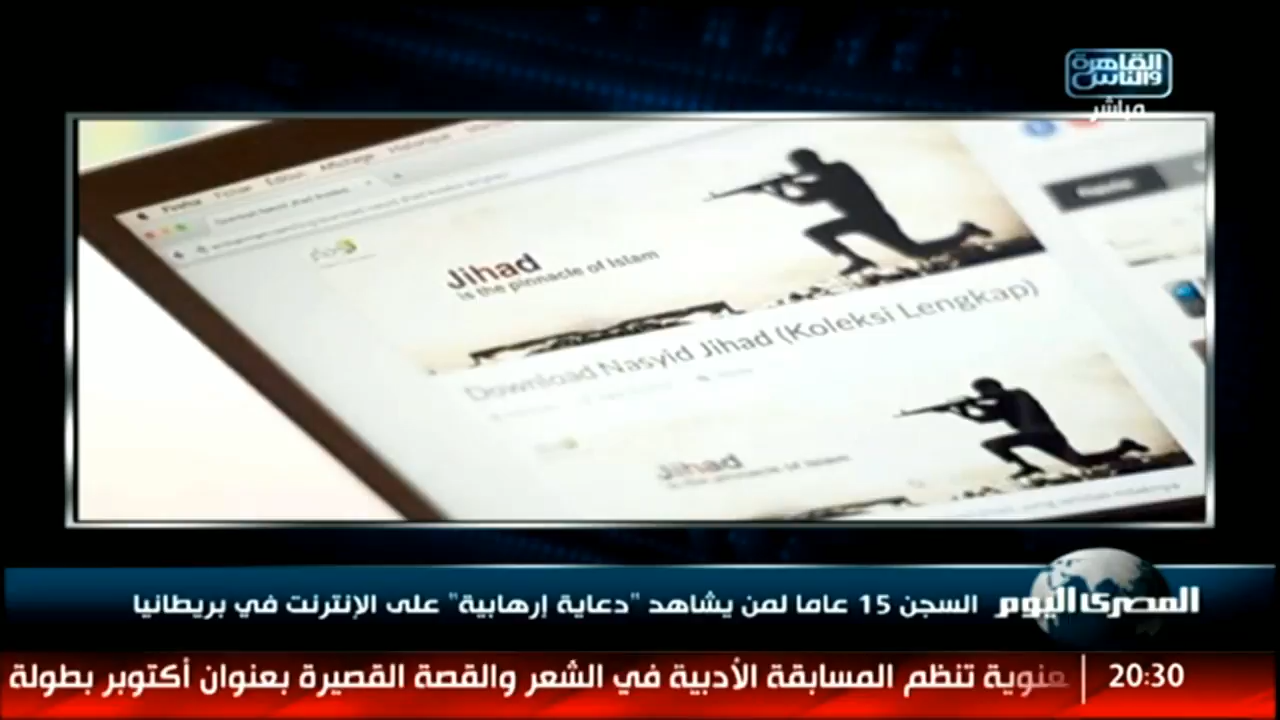 القاهرة
والناس
مباشر
Jihad
is the pinnacle of Islam
Download Nasyid Jihad (Koleksi Lengkap)
Jihad
is the pinnacle of Islam
المصرى اليوم السجن 15 عاما لمن يشاهد "دعاية إرهابية" على الإنترنت في بريطانيا
20:30 عنوية تنظم المسابقة الأدبية في الشعر والقصة القصيرة بعنوان أكتوبر بطولة